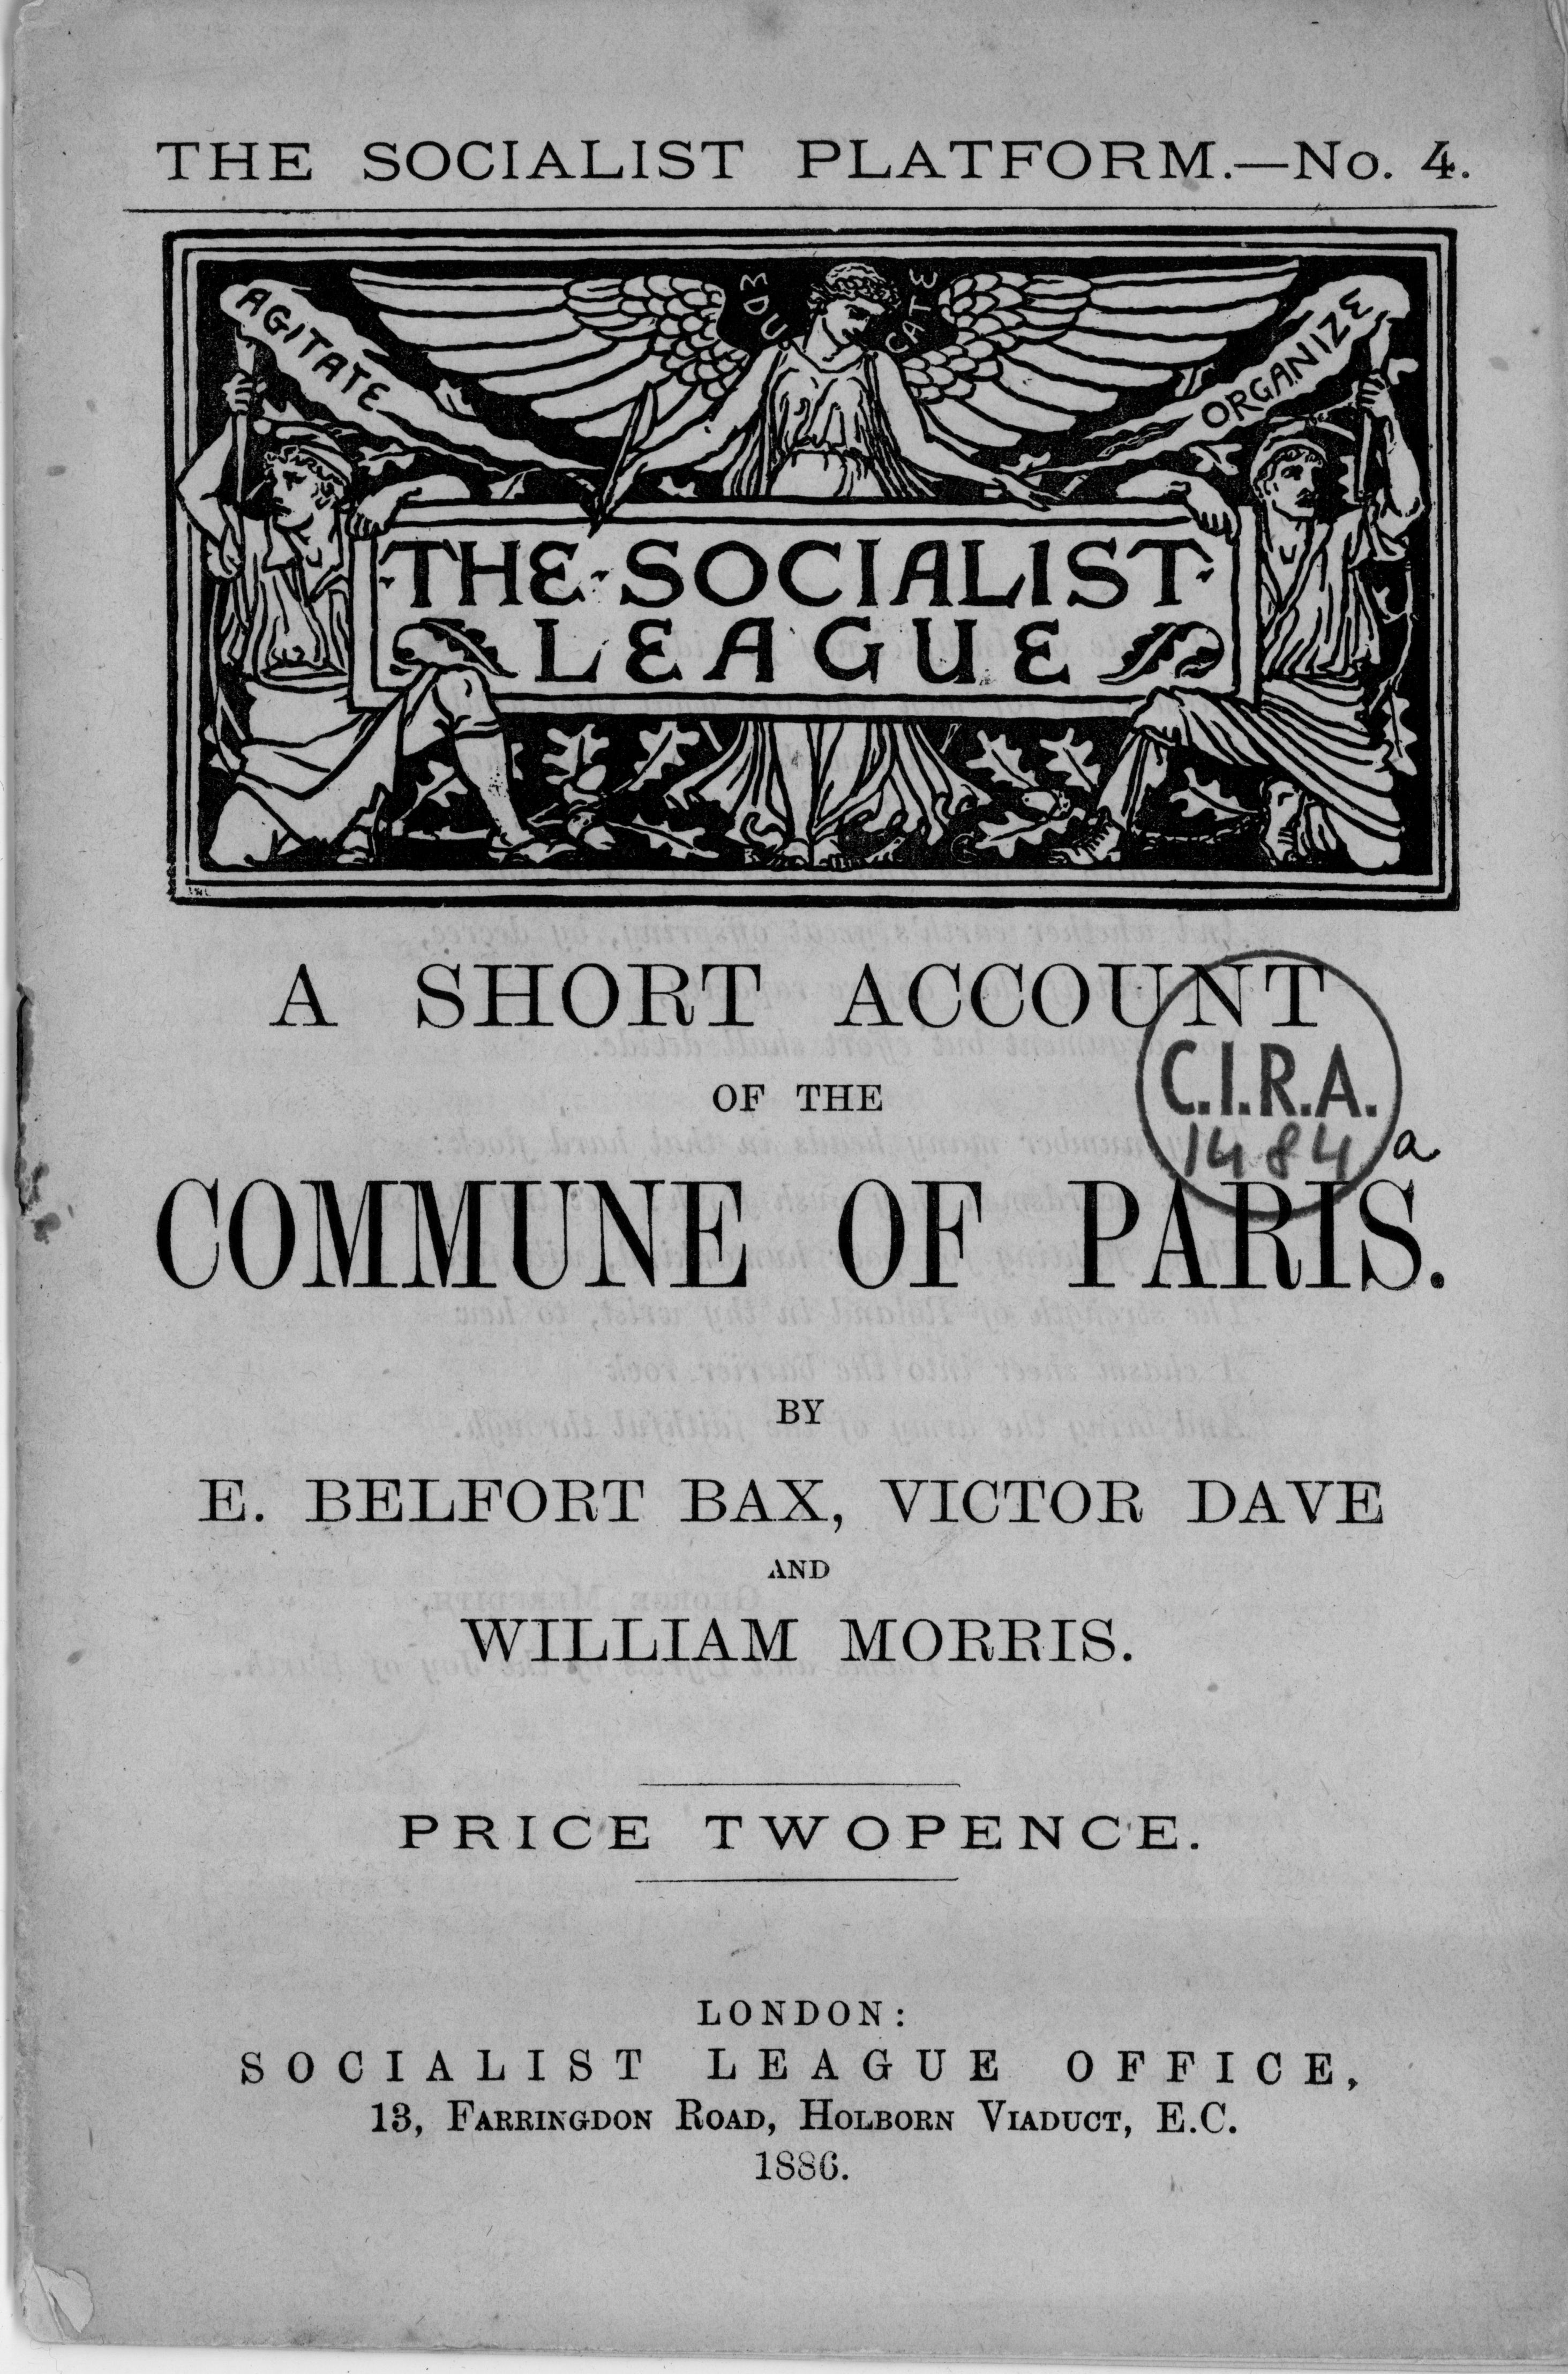 THE SOCIALIST PLATFORM.—No. 4.
AGITATE
EDU
CATE
ORGANIZE
THE · SOCIALIST
LEAGUE
A SHORT ACCOUNT
OF THE
C.I.R.A.
1484 a
COMMUNE OF PARIS.
BY
E. BELFORT BAX, VICTOR DAVE
AND
WILLIAM MORRIS.
PRICE TWOPENCE.
LONDON:
SOCIALIST LEAGUE OFFICE,
13, FARRINGDON ROAD, HOLBORN VIADUCT, E.C.
1886.